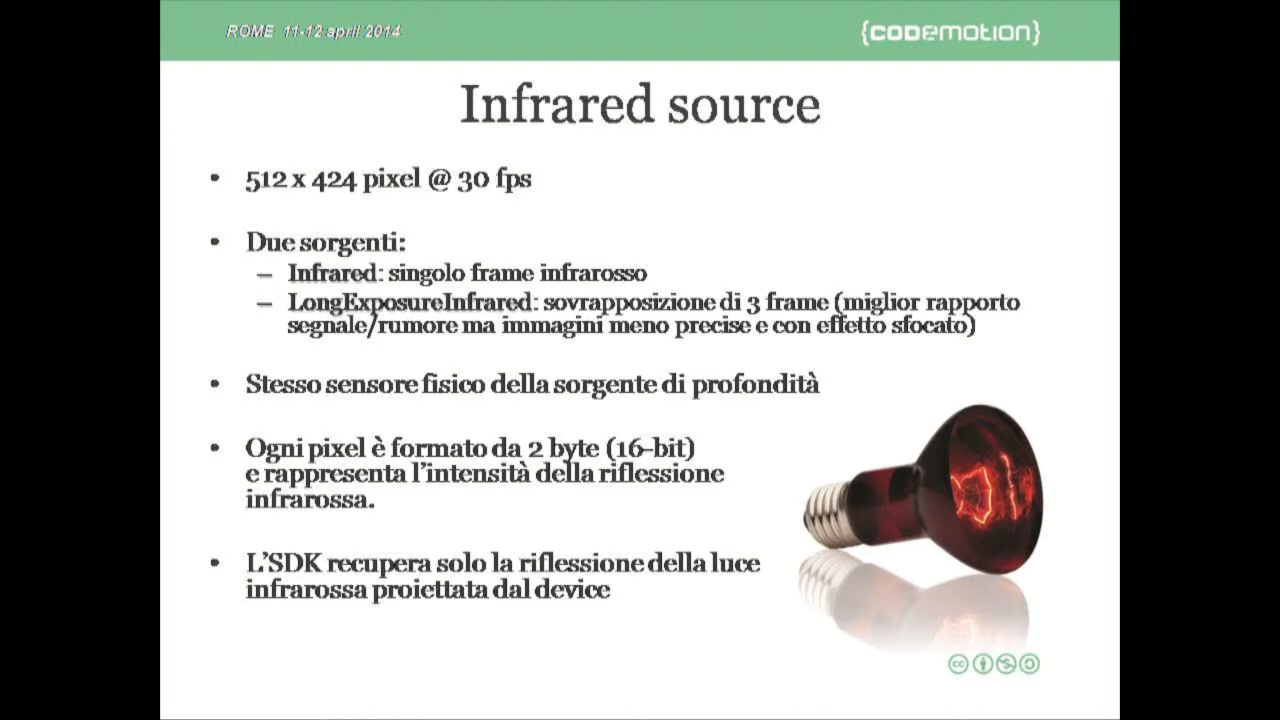 ROME 11-12 april 2014
{CODEMOTION}
Infrared source
• 512 x 424 pixel @ 30 fps
• Due sorgenti:
– Infrared: singolo frame infrarosso
– LongExposureInfrared: sovrapposizione di 3 frame (miglior rapporto
segnale/rumore ma immagini meno precise e con effetto sfocato)
• Stesso sensore fisico della sorgente di profondità
• Ogni pixel è formato da 2 byte (16-bit)
e rappresenta l’intensità della riflessione
infrarossa.
• L’SDK recupera solo la riflessione della luce
infrarossa proiettata dal device
cc